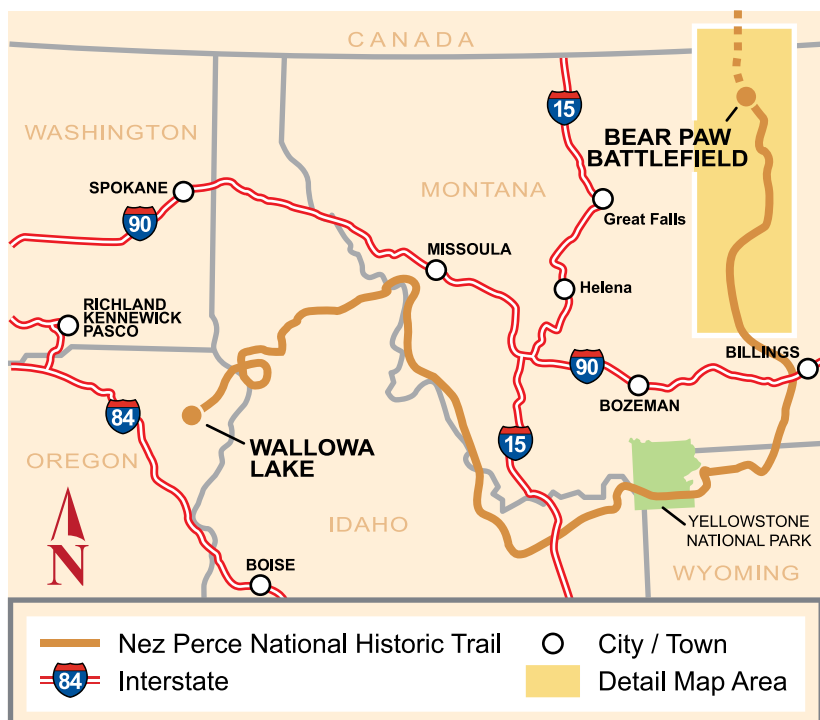 CANADA
WASHINGTON
15
BEAR PAW
BATTLEFIELD
SPOKANE
MONTANA
90
Great Falls
MISSOULA
Helena
RICHLAND
KENNEWICK
PASCO
BILLINGS
90
BOZEMAN
84
WALLOWA
LAKE
15
OREGON
IDAHO
YELLOWSTONE
NATIONAL PARK
N
BOISE
WYOMING
Nez Perce National Historic Trail
City / Town
84
Interstate
Detail Map Area